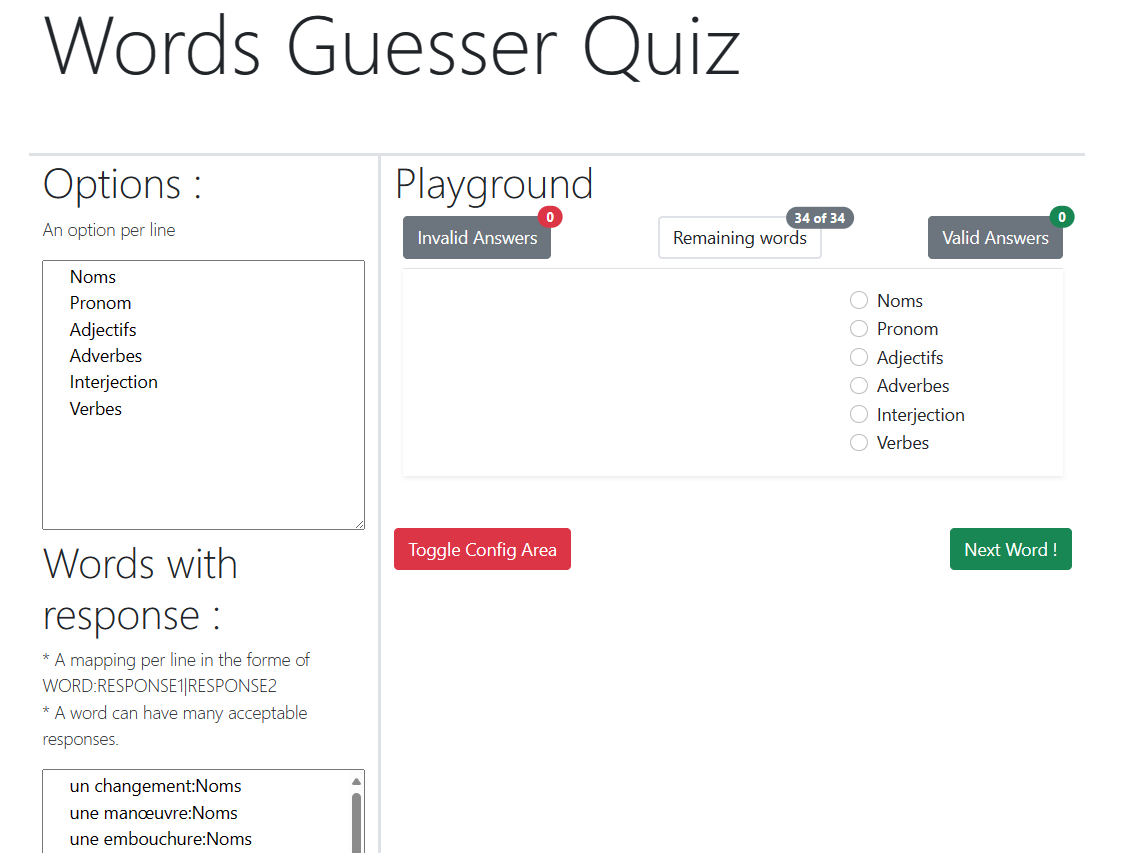 Words Guesser Quiz
Options :
An option per line
Noms
Pronom
Adjectifs
Adverbes
Interjection
Verbes
Words with
response :
* A mapping per line in the forme of
WORD:RESPONSE1|RESPONSE2
* A word can have many acceptable
responses.
un changement:Noms
une manœuvre:Noms
une embouchure:Noms
Playground
Invalid Answers 0
Remaining words 34 of 34
Valid Answers 0
Noms
Pronom
Adjectifs
Adverbes
Interjection
Verbes
Toggle Config Area
Next Word !